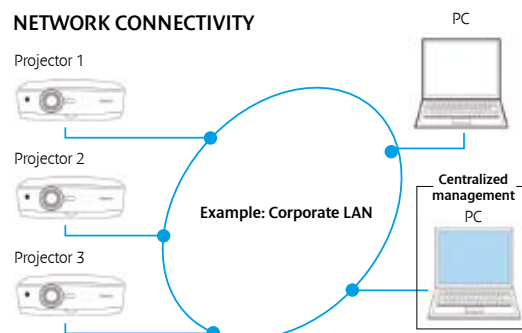 NETWORK CONNECTIVITY
PC
Projector 1
Projector 2
Centralized
management
PC
Example: Corporate LAN
Projector 3